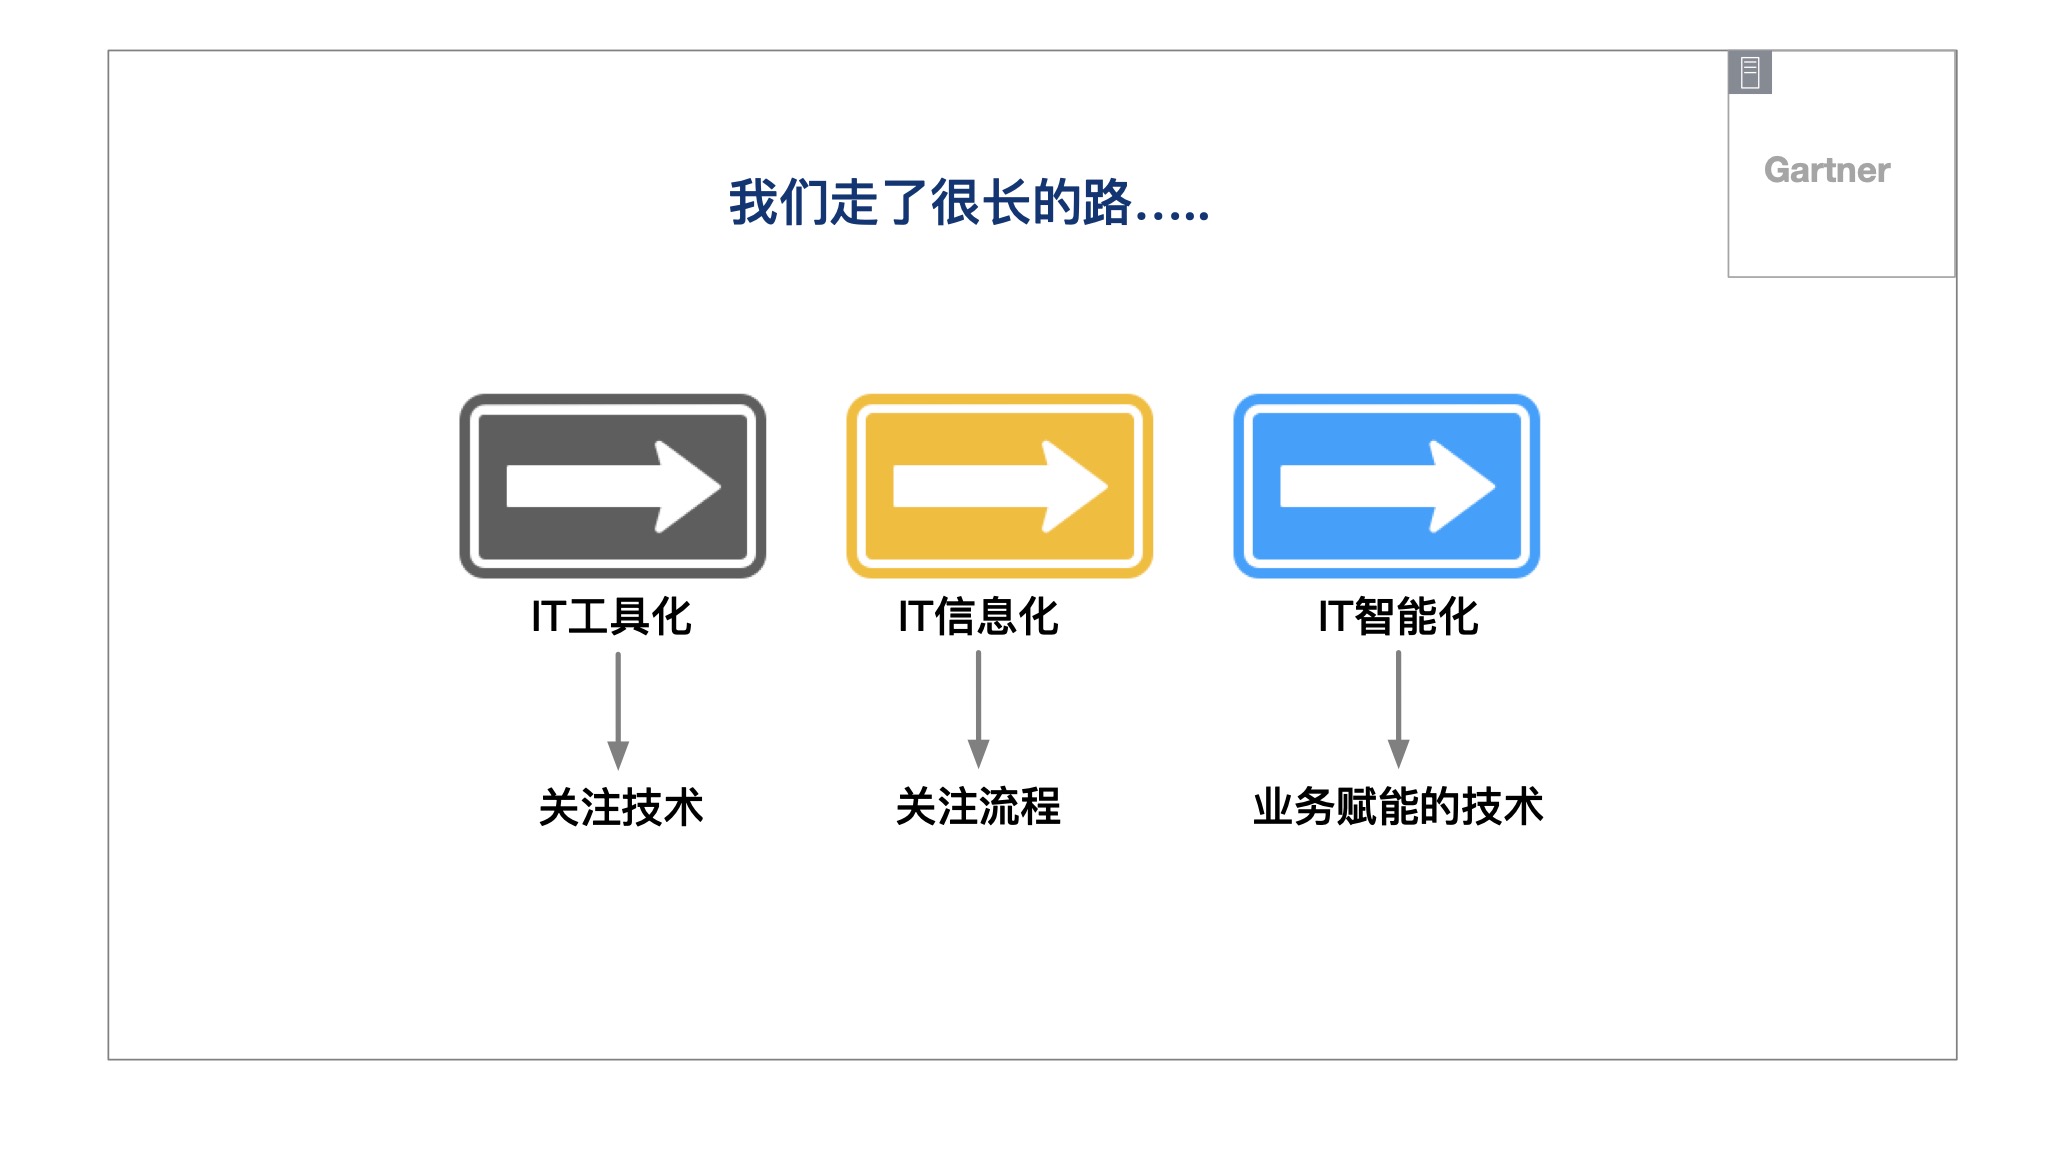 Gartner
我们走了很长的路.....
IT工具化
IT信息化
IT智能化
关注技术
关注流程
业务赋能的技术